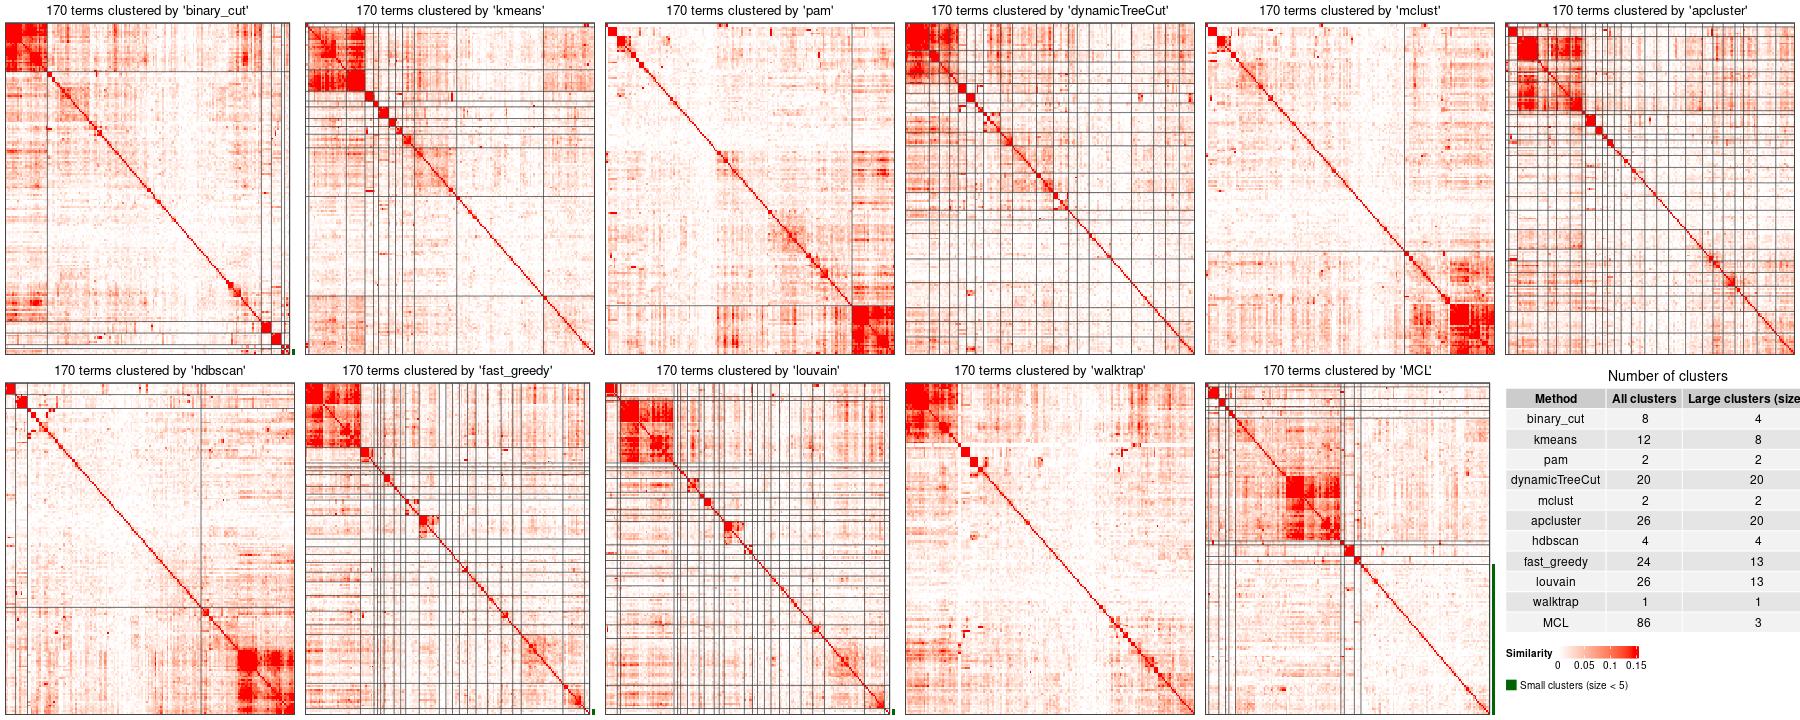 170 terms clustered by 'binary_cut'
170 terms clustered by 'kmeans'
170 terms clustered by 'pam'
170 terms clustered by 'dynamicTreeCut'
170 terms clustered by 'mclust'
170 terms clustered by 'apcluster'
170 terms clustered by 'hdbscan'
170 terms clustered by 'fast_greedy'
170 terms clustered by 'louvain'
170 terms clustered by 'walktrap'
170 terms clustered by 'MCL'
Number of clusters
Method All clusters Large clusters (size
binary_cut 8 4
kmeans 12 8
pam 2 2
dynamicTreeCut 20 20
mclust 2 2
apcluster 26 20
hdbscan 4 4
fast_greedy 24 13
louvain 26 13
walktrap 1 1
MCL 86 3
Similarity
0 0.05 0.1 0.15
Small clusters (size < 5)